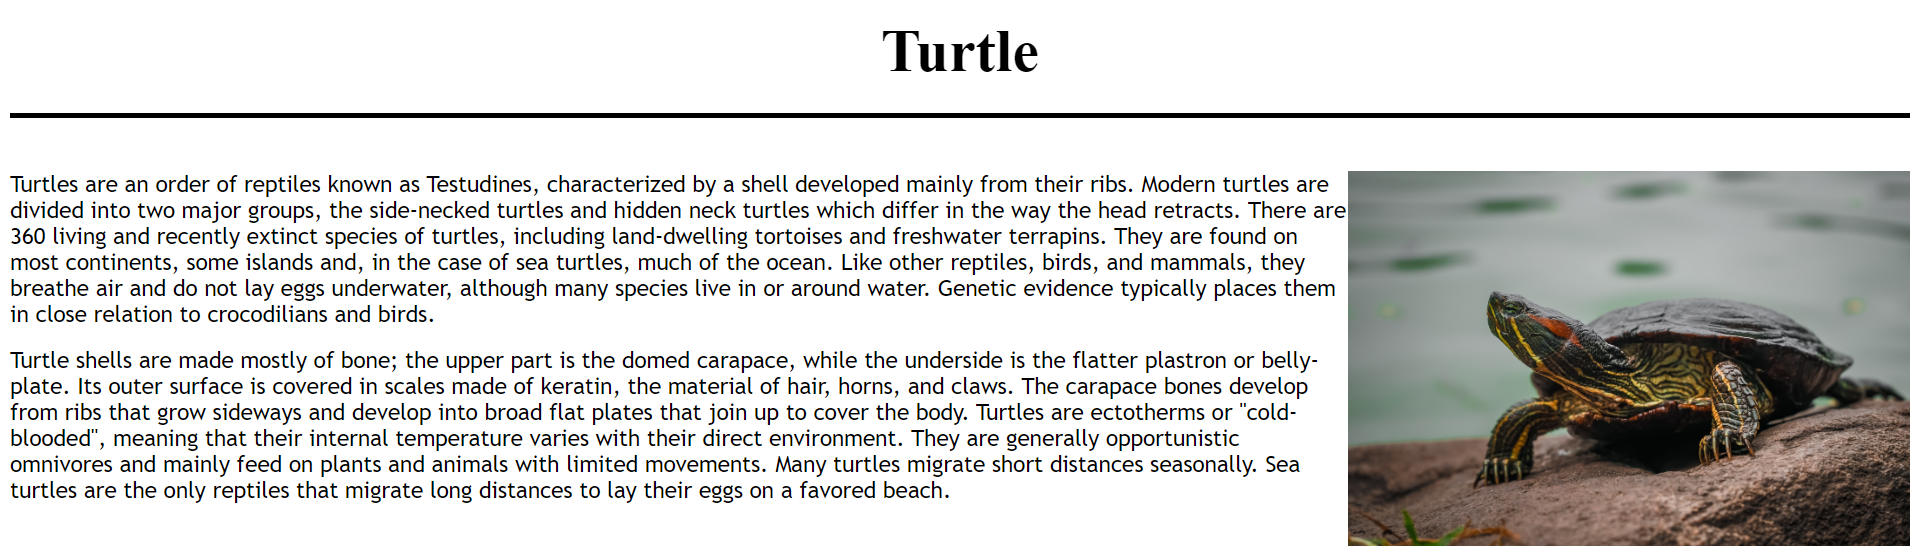 Turtle
Turtles are an order of reptiles known as Testudines, characterized by a shell developed mainly from their ribs. Modern turtles are
divided into two major groups, the side-necked turtles and hidden neck turtles which differ in the way the head retracts. There are
360 living and recently extinct species of turtles, including land-dwelling tortoises and freshwater terrapins. They are found on
most continents, some islands and, in the case of sea turtles, much of the ocean. Like other reptiles, birds, and mammals, they
breathe air and do not lay eggs underwater, although many species live in or around water. Genetic evidence typically places them
in close relation to crocodilians and birds.
Turtle shells are made mostly of bone; the upper part is the domed carapace, while the underside is the flatter plastron or belly-
plate. Its outer surface is covered in scales made of keratin, the material of hair, horns, and claws. The carapace bones develop
from ribs that grow sideways and develop into broad flat plates that join up to cover the body. Turtles are ectotherms or "cold-
blooded", meaning that their internal temperature varies with their direct environment. They are generally opportunistic
omnivores and mainly feed on plants and animals with limited movements. Many turtles migrate short distances seasonally. Sea
turtles are the only reptiles that migrate long distances to lay their eggs on a favored beach.